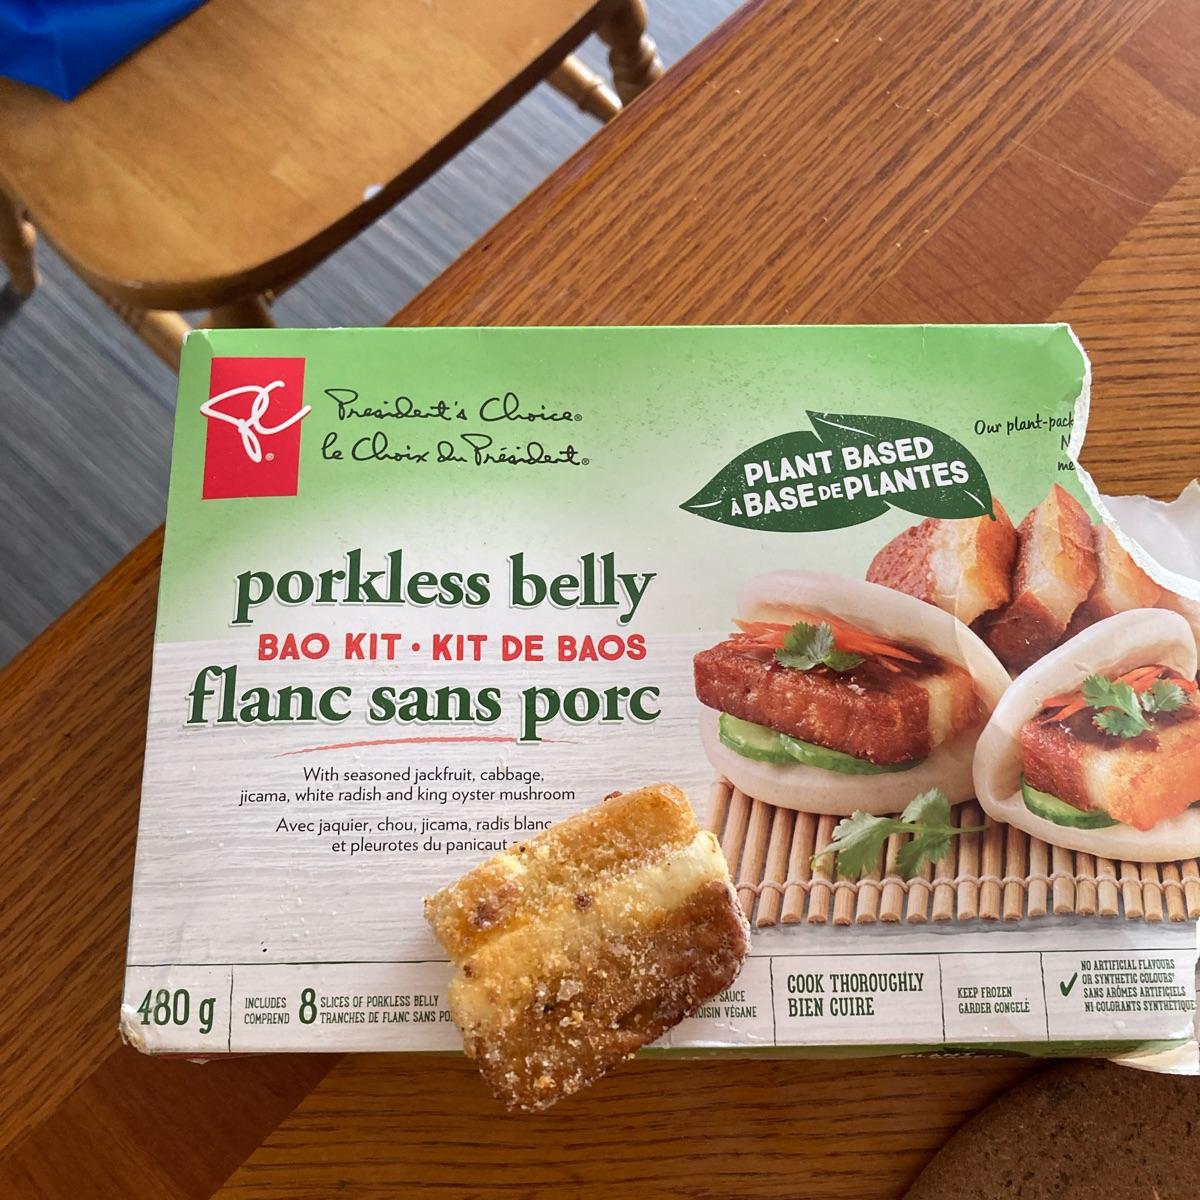 President's Choice®
le Choix du Président®
PLANT BASED
À BASE DE PLANTES
Our plant-pack
porkless belly
BAO KIT • KIT DE BAOS
flanc sans porc
With seasoned jackfruit, cabbage,
jicama, white radish and king oyster mushroom
Avec jaquier, chou, jicama, radis blanc
et pleurotes du panicaut
480 g
INCLUDES
COMPREND
8
SLICES OF PORKLESS BELLY
TRANCHES DE FLANC SANS
SAUCE
VÉGANE
COOK THOROUGHLY
BIEN CUIRE
KEEP FROZEN
GARDER CONGELÉ
NO ARTIFICIAL FLAVOURS
OR SYNTHETIC COLOURS
SANS ARÔMES ARTIFICIELS
NI COLORANTS SYNTHÉTIQUE